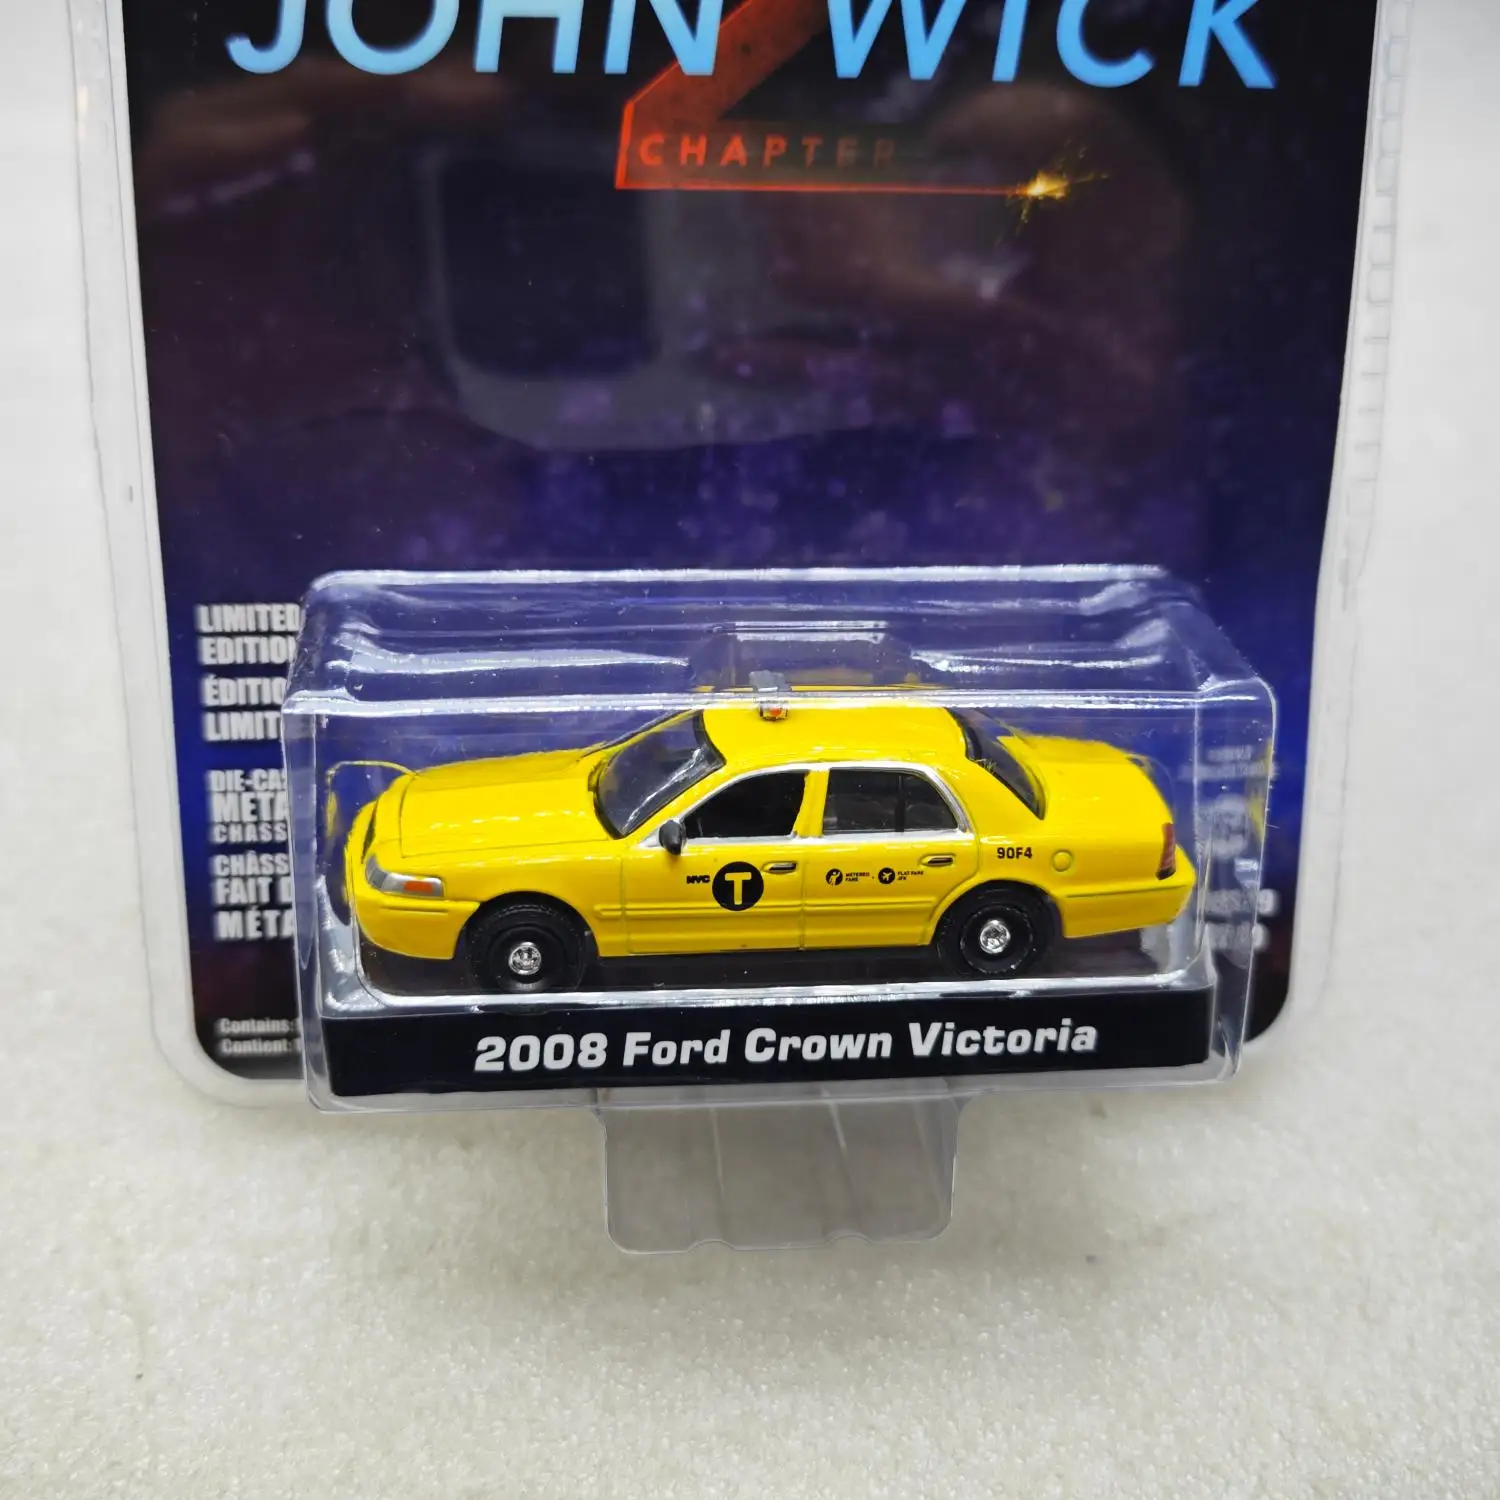 JOHN WICK
2
CHAPTER
LIMITED
EDITION
ÉDITIO
LIMIT
DIE-CA
META
CHASS
CHÂSS
FAIT D
MÉTA
Contains:
Contient:
NYC T
METERED
FARE
FLAT FARE
JFK
90F4
2008 Ford Crown Victoria